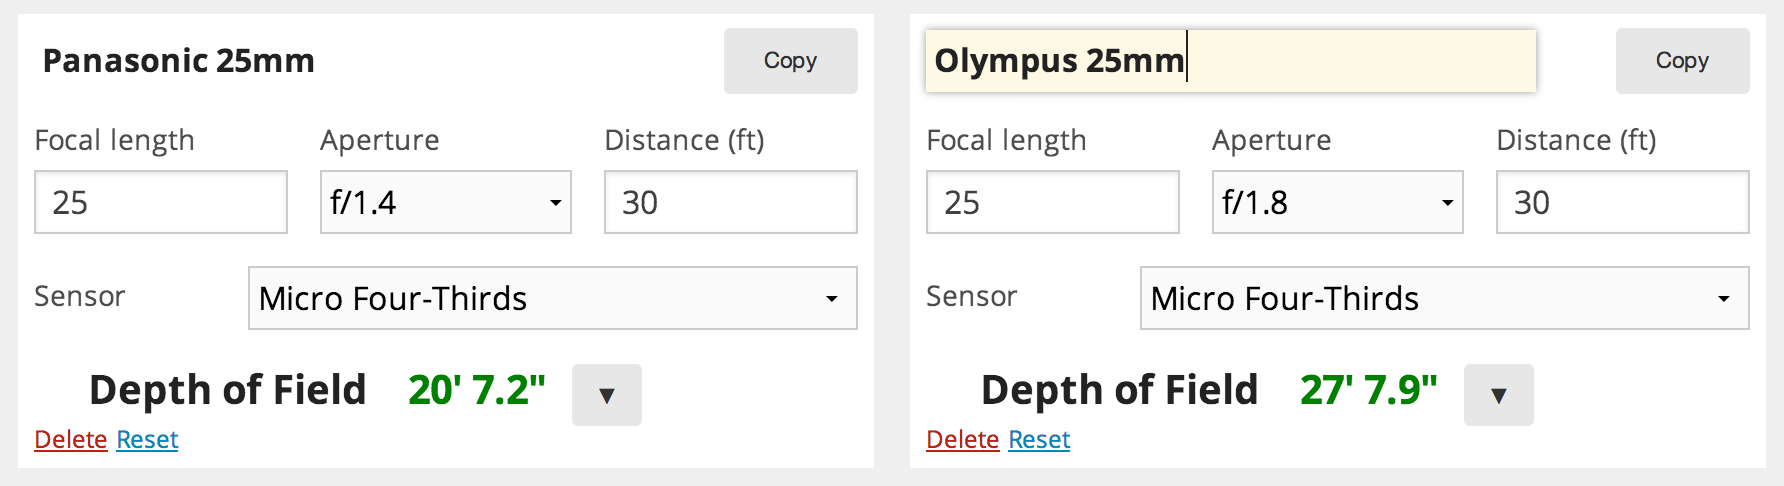 Panasonic 25mm Copy
Focal length Aperture Distance (ft)
25 f/1.4 30
Sensor Micro Four-Thirds
Depth of Field 20' 7.2" ▼
Delete Reset
Olympus 25mm Copy
Focal length Aperture Distance (ft)
25 f/1.8 30
Sensor Micro Four-Thirds
Depth of Field 27' 7.9" ▼
Delete Reset